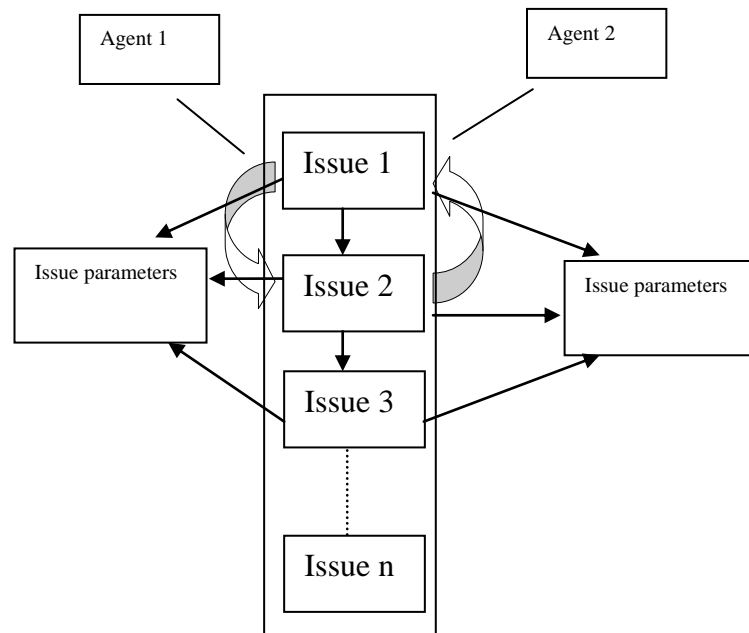 Agent 1
Agent 2
Issue 1
Issue parameters
Issue 2
Issue parameters
Issue 3
Issue n